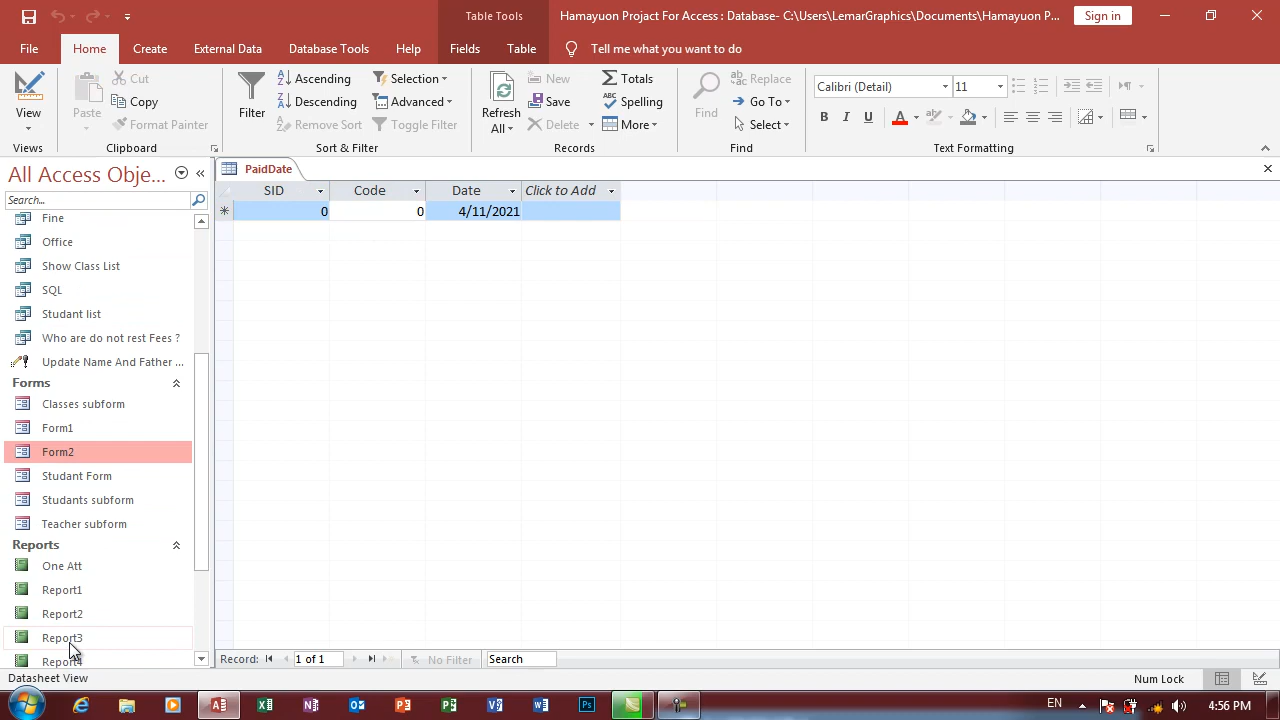 Table Tools
Hamayuon Projact For Access : Database- C:\Users\LemarGraphics\Documents\Hamayuon P...
Sign in
File
Home
Create
External Data
Database Tools
Help
Fields
Table
Tell me what you want to do
View
Views
Paste
Cut
Copy
Format Painter
Clipboard
Filter
Ascending
Descending
Remove Sort
Selection
Advanced
Toggle Filter
Sort & Filter
Refresh
All
New
Save
Delete
Totals
Spelling
More
Records
Find
Replace
Go To
Select
Find
Calibri (Detail)
11
B I U A
Text Formatting
All Access Obje...
Search...
Fine
Office
Show Class List
SQL
Student list
Who are do not rest Fees ?
Update Name And Father ...
Forms
Classes subform
Form1
Form2
Student Form
Students subform
Teacher subform
Reports
One Att
Report1
Report2
Report3
Report4
PaidDate
SID Code Date Click to Add
0 0 4/11/2021
Record: 1 of 1 No Filter Search
Datasheet View
Num Lock
EN
4:56 PM